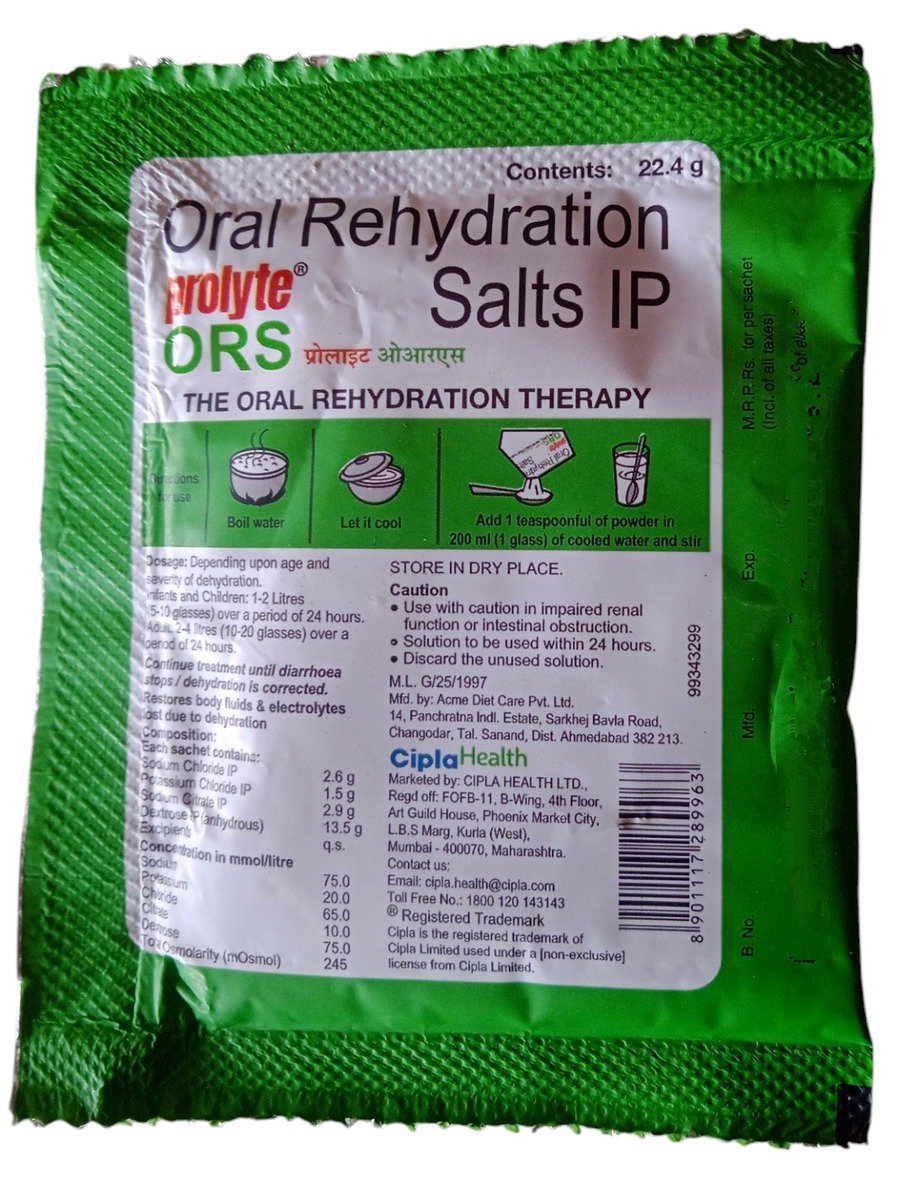 Contents: 22.4 g
Oral Rehydration
Salts IP
prolyte®
ORS प्रोलाइट ओआरएस
THE ORAL REHYDRATION THERAPY
Directions
for use
Boil water
Let it cool
Add 1 teaspoonful of powder in
200 ml (1 glass) of cooled water and stir
Dosage: Depending upon age and
severity of dehydration.
Infants and Children: 1-2 Litres
(5-10 glasses) over a period of 24 hours.
Adult: 2-4 litres (10-20 glasses) over a
period of 24 hours.
Continue treatment until diarrhoea
stops / dehydration is corrected.
Restores body fluids & electrolytes
lost due to dehydration
Composition:
Each sachet contains:
Sodium Chloride IP 2.6 g
Potassium Chloride IP 1.5 g
Sodium Citrate IP 2.9 g
Dextrose IP (anhydrous) 13.5 g
Excipients q.s.
Concentration in mmol/litre
Sodium 75.0
Potassium 20.0
Chloride 65.0
Citrate 10.0
Dextrose 75.0
Total Osmolarity (mOsmol) 245
STORE IN DRY PLACE.
Caution
• Use with caution in impaired renal
function or intestinal obstruction.
• Solution to be used within 24 hours.
• Discard the unused solution.
M.L. G/25/1997
Mfd. by: Acme Diet Care Pvt. Ltd.
14, Panchratna Indl. Estate, Sarkhej Bavla Road,
Changodar, Tal. Sanand, Dist. Ahmedabad 382 213.
CiplaHealth
Marketed by: CIPLA HEALTH LTD.,
Regd off: FOFB-11, B-Wing, 4th Floor,
Art Guild House, Phoenix Market City,
L.B.S Marg, Kurla (West),
Mumbai - 400070, Maharashtra.
Contact us:
Email: cipla.health@cipla.com
Toll Free No.: 1800 120 143143
® Registered Trademark
Cipla is the registered trademark of
Cipla Limited used under a [non-exclusive]
license from Cipla Limited.
99343299
8 901117 289963
M.R.P. Rs. for per sachet
(Incl. of all taxes)
Exp.
Mfd.
B. No.